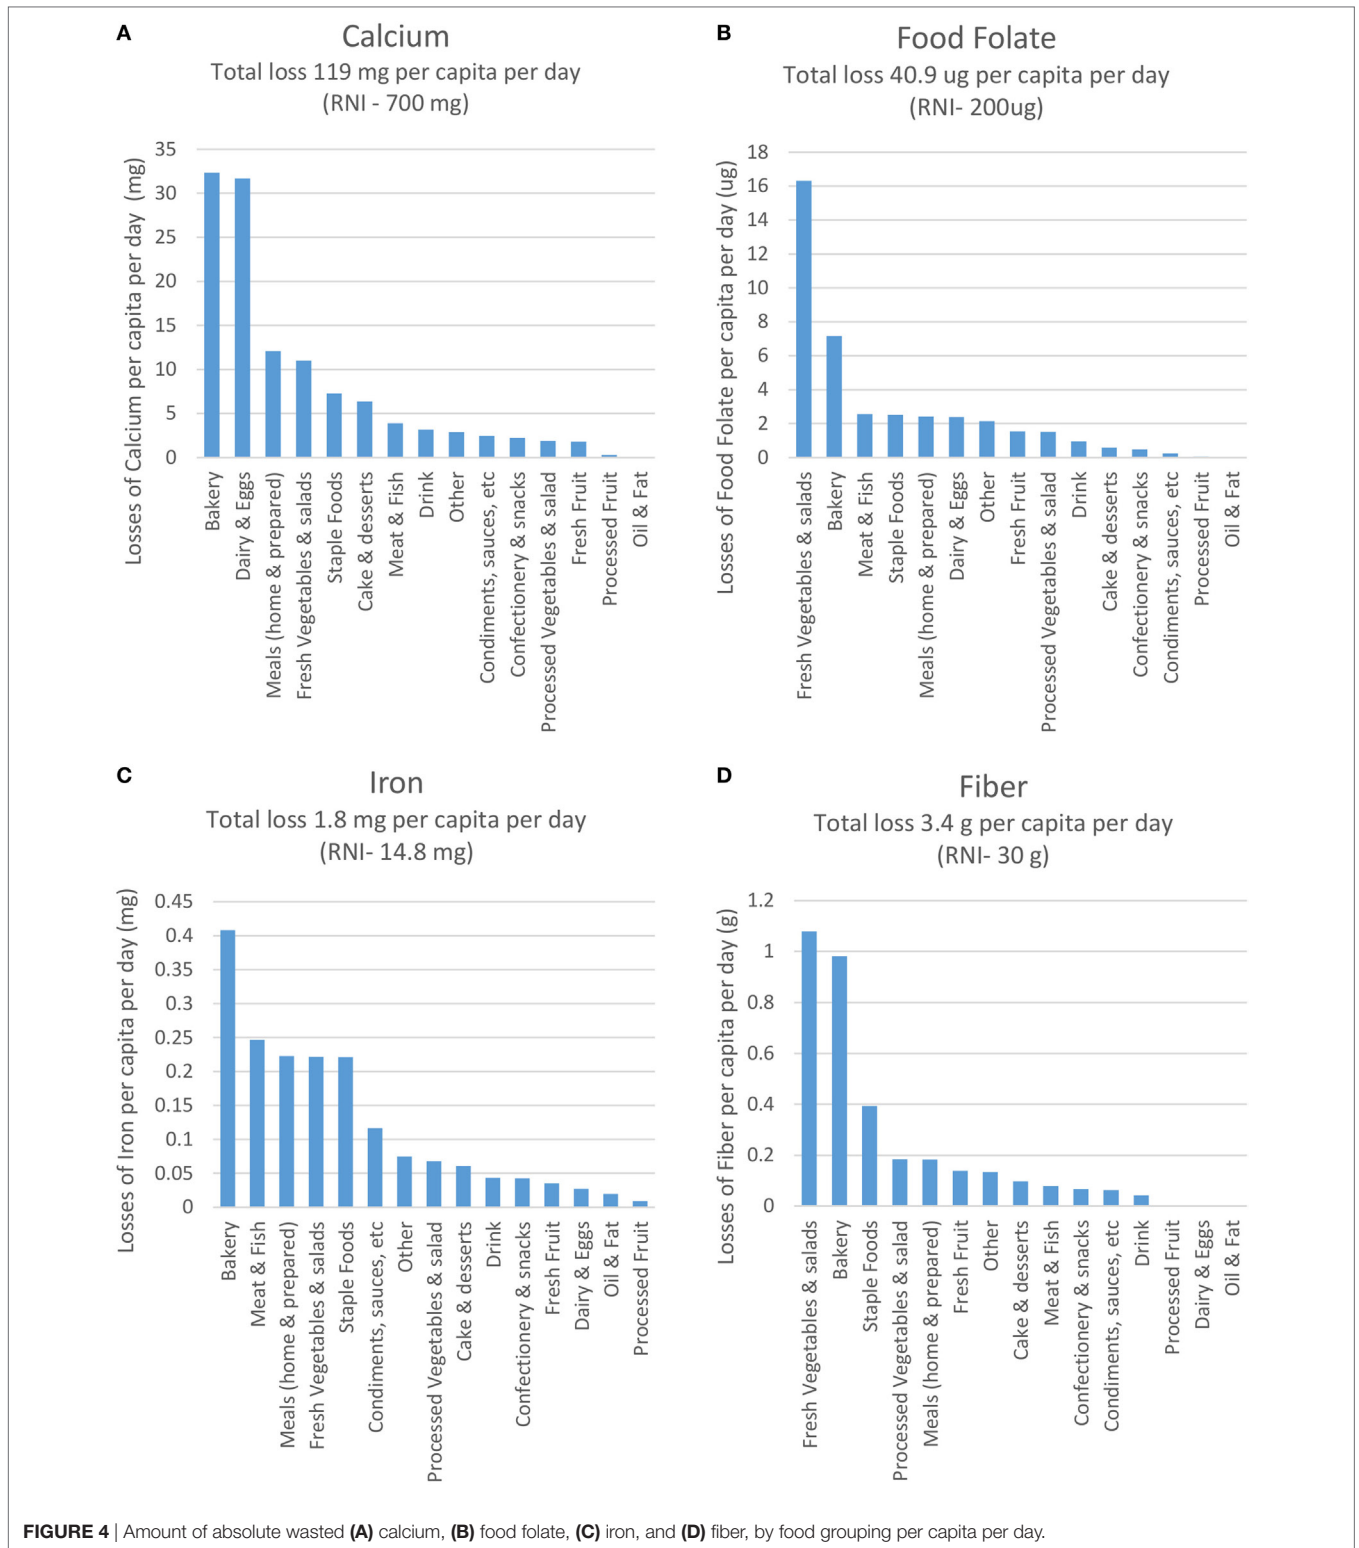 A
Calcium
Total loss 119 mg per capita per day
(RNI - 700 mg)
Losses of Calcium per capita per day (mg)
35
30
25
20
15
10
5
0
Bakery
Dairy & Eggs
Meals (home & prepared)
Fresh Vegetables & salads
Staple Foods
Cake & desserts
Meat & Fish
Drink
Other
Condiments, sauces, etc
Confectionery & snacks
Processed Vegetables & salad
Fresh Fruit
Processed Fruit
Oil & Fat
B
Food Folate
Total loss 40.9 ug per capita per day
(RNI- 200ug)
Losses of Food Folate per capita per day (ug)
18
16
14
12
10
8
6
4
2
0
Fresh Vegetables & salads
Bakery
Meat & Fish
Staple Foods
Meals (home & prepared)
Dairy & Eggs
Other
Fresh Fruit
Processed Vegetables & salad
Drink
Cake & desserts
Confectionery & snacks
Condiments, sauces, etc
Processed Fruit
Oil & Fat
C
Iron
Total loss 1.8 mg per capita per day
(RNI- 14.8 mg)
Losses of Iron per capita per day (mg)
0.45
0.4
0.35
0.3
0.25
0.2
0.15
0.1
0.05
0
Bakery
Meat & Fish
Meals (home & prepared)
Fresh Vegetables & salads
Staple Foods
Condiments, sauces, etc
Other
Processed Vegetables & salad
Cake & desserts
Drink
Confectionery & snacks
Fresh Fruit
Dairy & Eggs
Oil & Fat
Processed Fruit
D
Fiber
Total loss 3.4 g per capita per day
(RNI- 30 g)
Losses of Fiber per capita per day (g)
1.2
1
0.8
0.6
0.4
0.2
0
Fresh Vegetables & salads
Bakery
Staple Foods
Processed Vegetables & salad
Meals (home & prepared)
Fresh Fruit
Other
Cake & desserts
Meat & Fish
Confectionery & snacks
Condiments, sauces, etc
Drink
Processed Fruit
Dairy & Eggs
Oil & Fat
FIGURE 4 | Amount of absolute wasted (A) calcium, (B) food folate, (C) iron, and (D) fiber, by food grouping per capita per day.